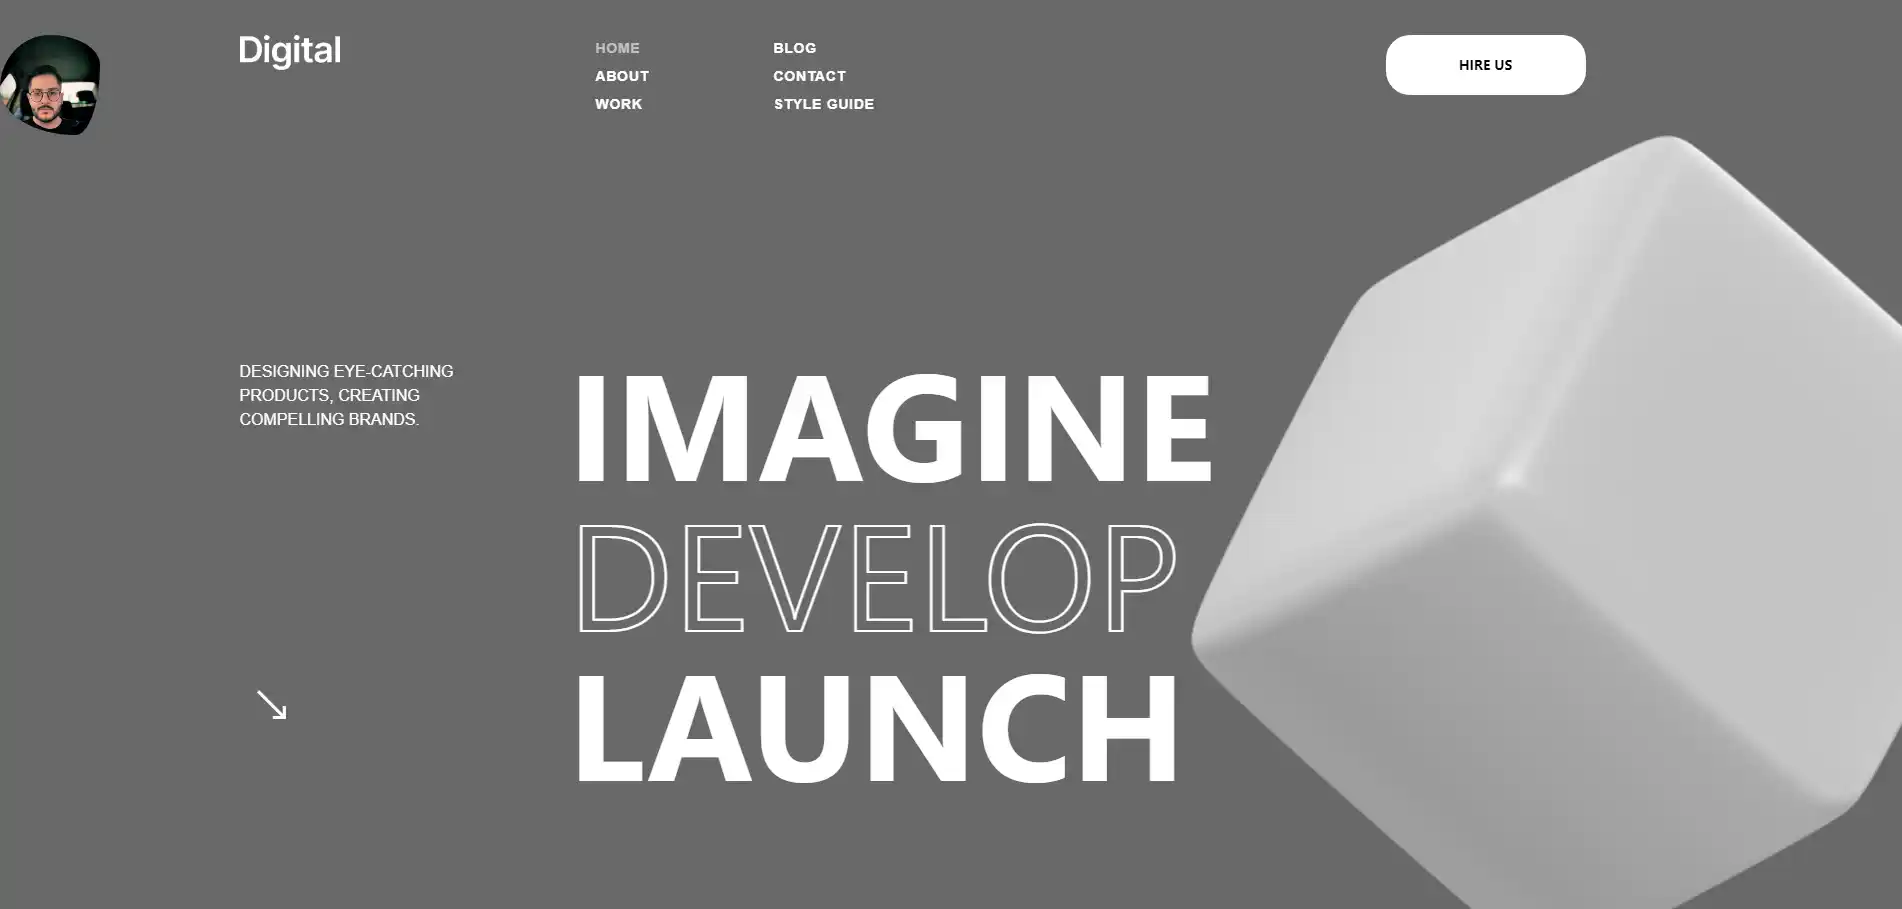 Digital
HOME
ABOUT
WORK
BLOG
CONTACT
STYLE GUIDE
HIRE US
DESIGNING EYE-CATCHING
PRODUCTS, CREATING
COMPELLING BRANDS.
IMAGINE
DEVELOP
LAUNCH